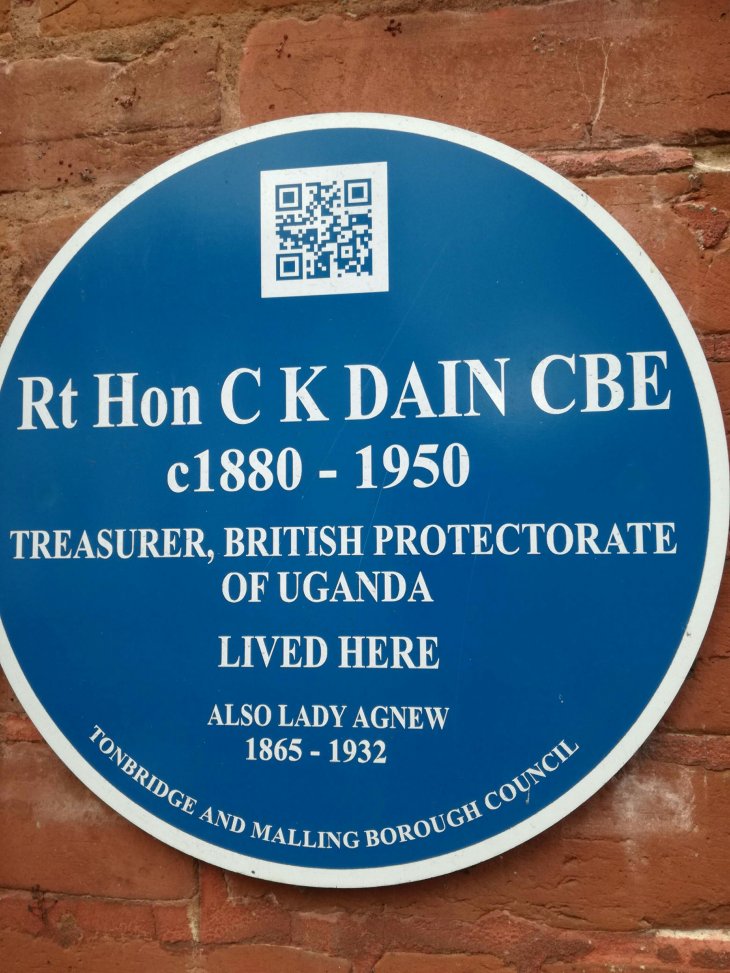 Rt Hon C K DAIN CBE
c1880 - 1950
TREASURER, BRITISH PROTECTORATE
OF UGANDA
LIVED HERE
ALSO LADY AGNEW
1865 - 1932
TONBRIDGE AND MALLING BOROUGH COUNCIL